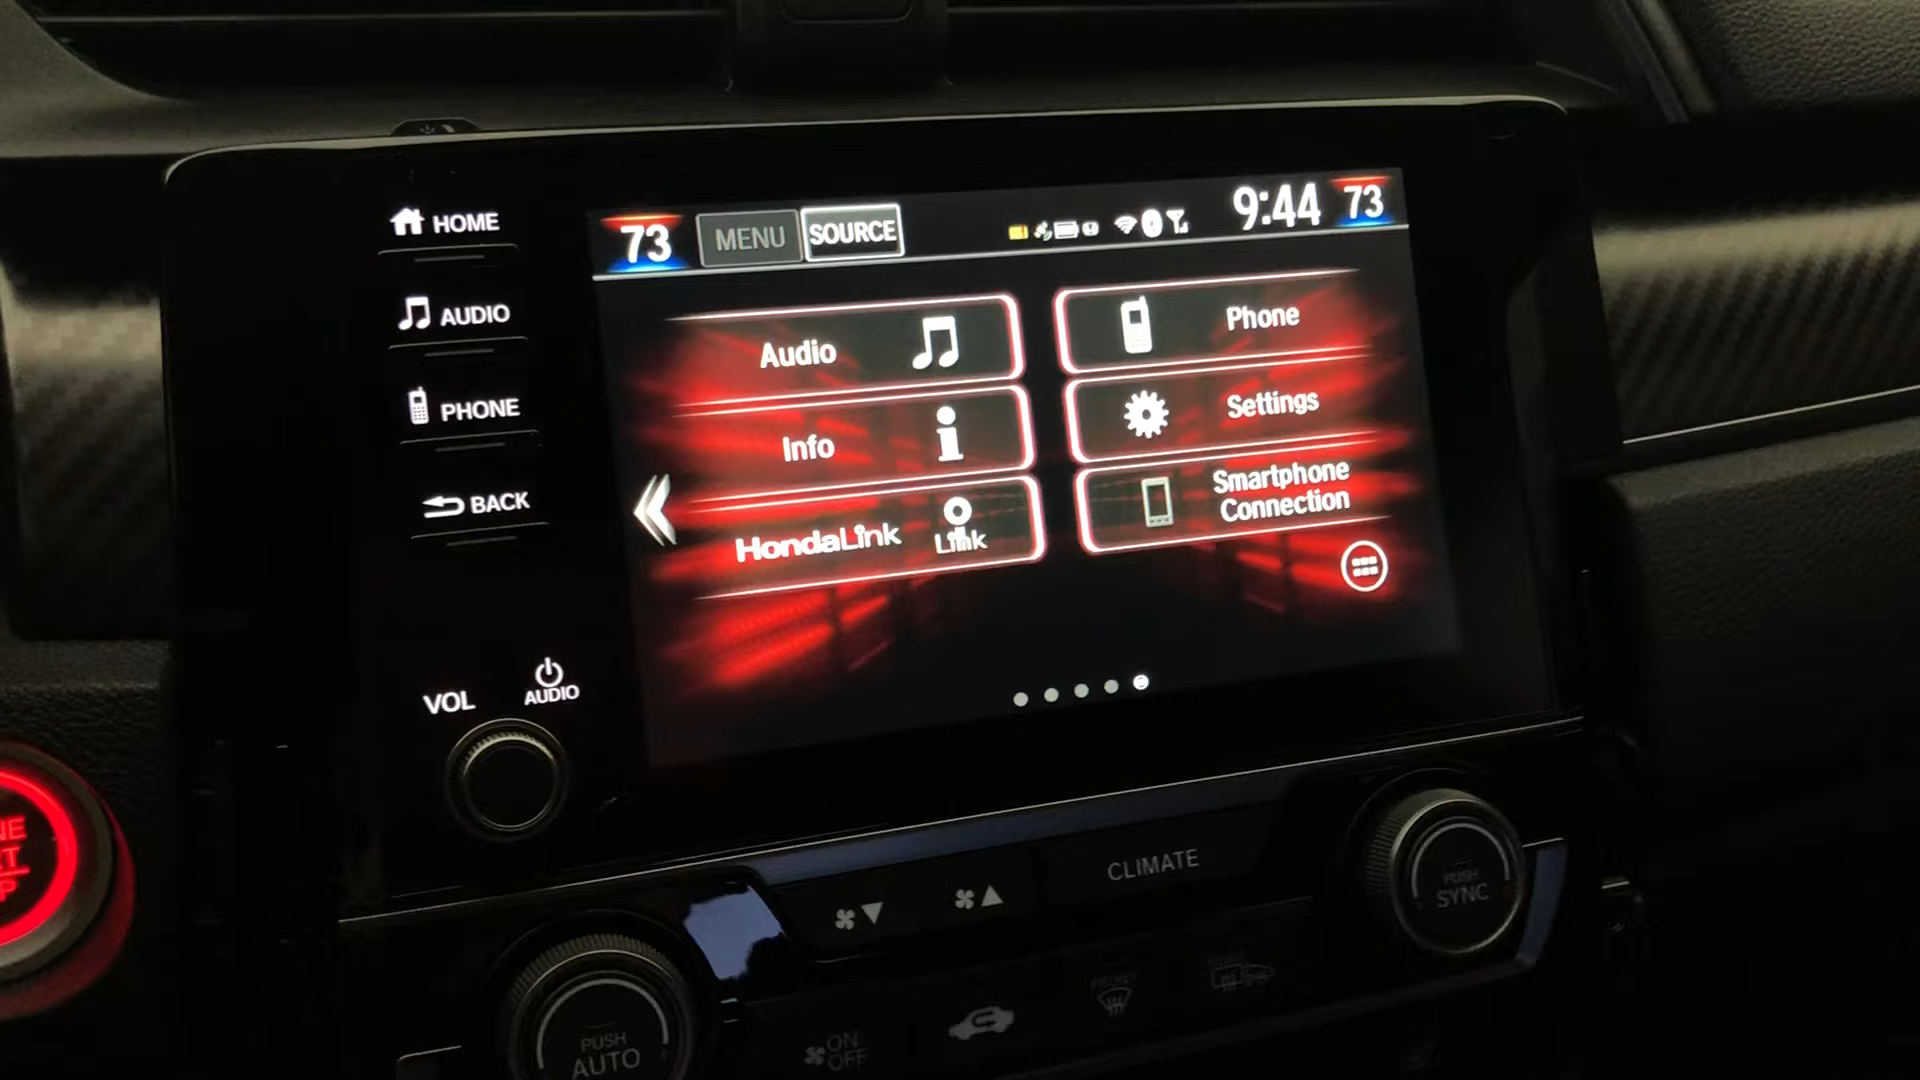 HOME
AUDIO
PHONE
BACK
VOL
AUDIO
73
MENU
SOURCE
9:44
73
Audio
Phone
Info
Settings
HondaLink
Link
Smartphone
Connection
CLIMATE
PUSH
SYNC
PUSH
AUTO
ON
OFF
FRONT